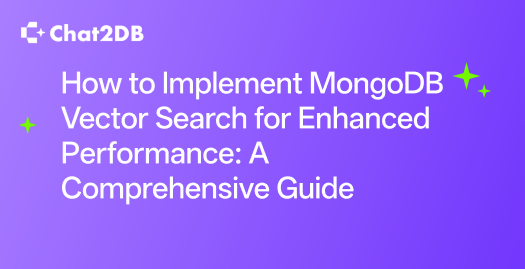 Chat2DB
How to Implement MongoDB
Vector Search for Enhanced
Performance: A
Comprehensive Guide